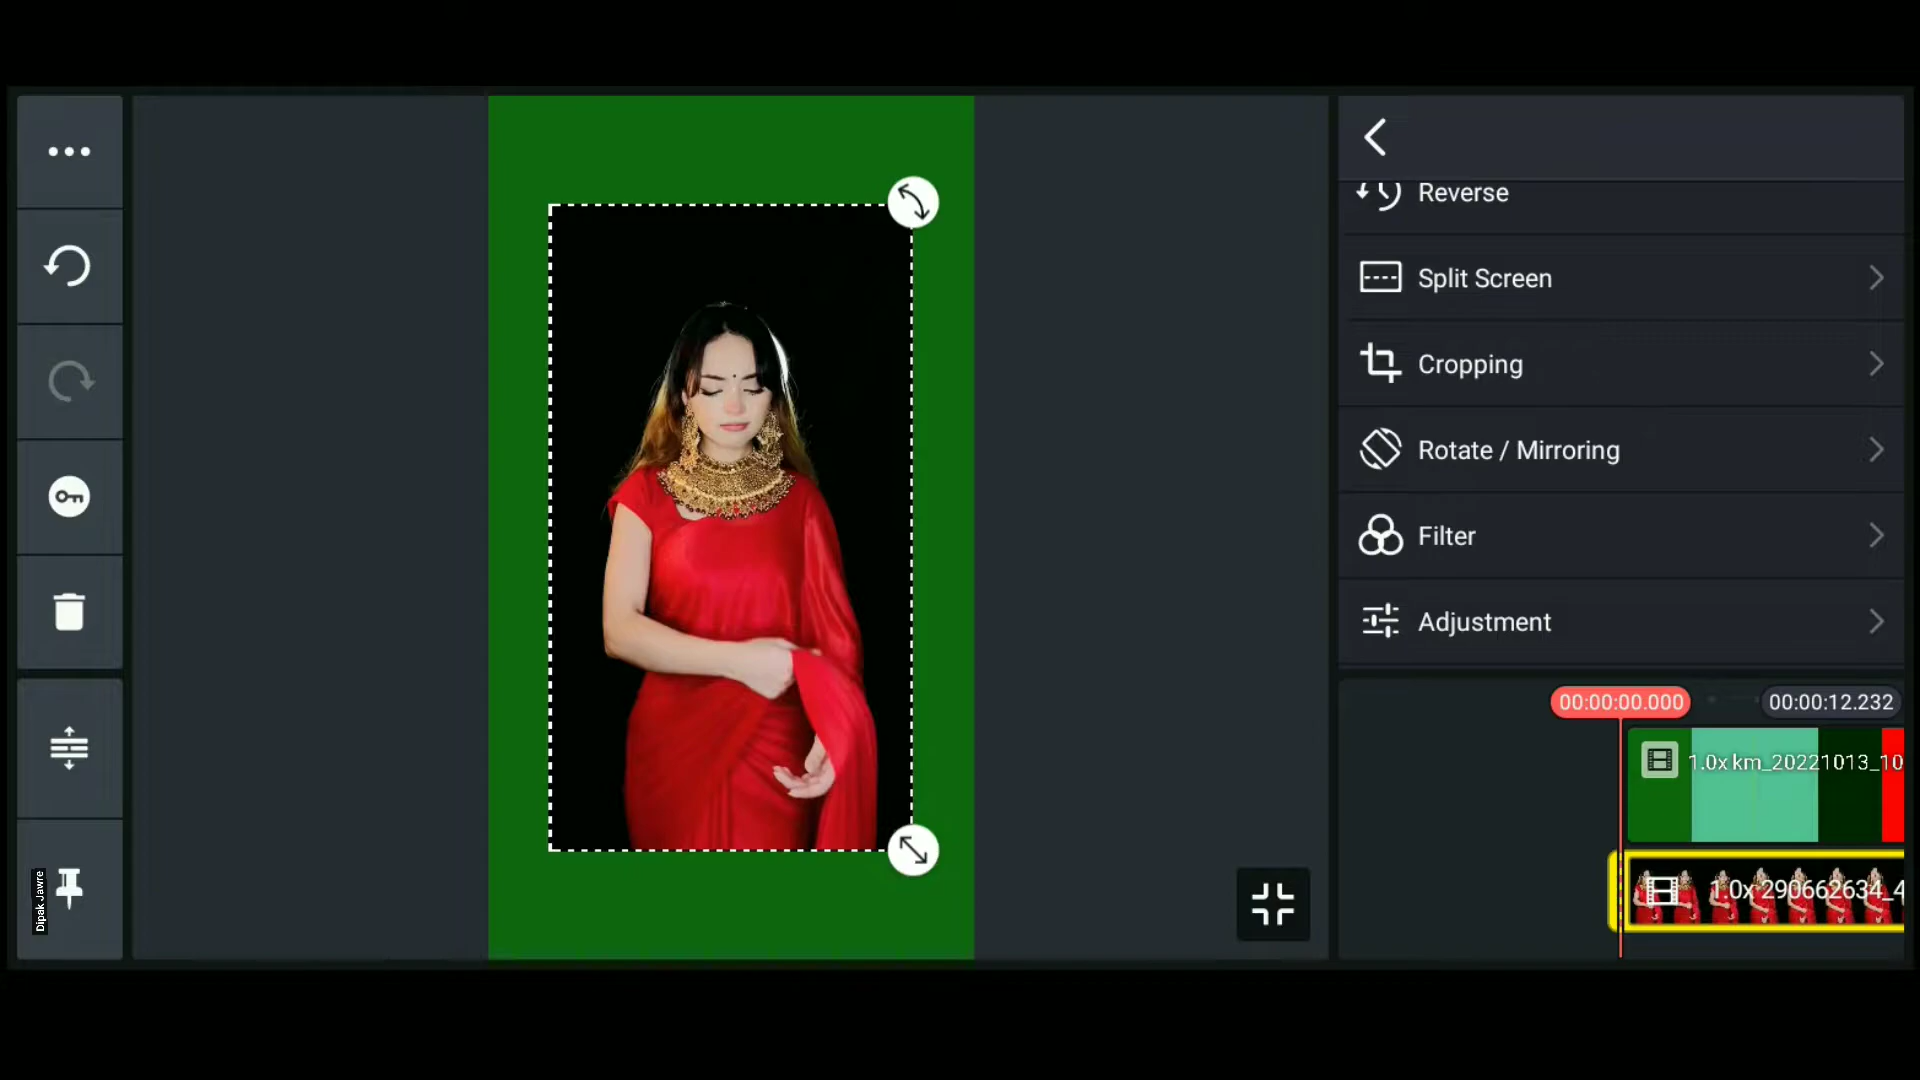 Reverse
Split Screen
Cropping
Rotate / Mirroring
Filter
Adjustment
00:00:00.000
00:00:12.232
1.0x km_20221013_10
1.0x 290662634_4
Dipak Jawre